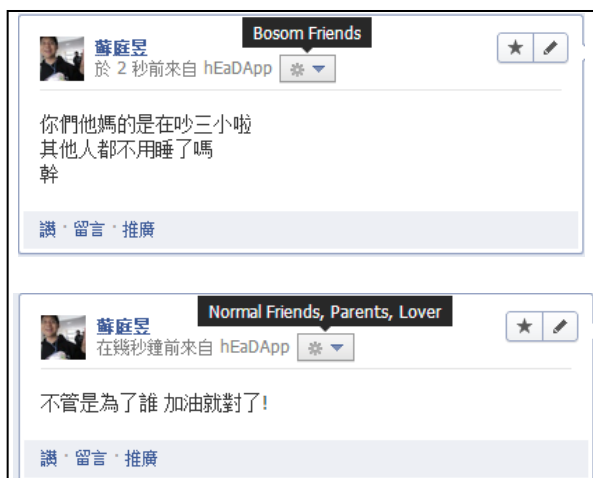 Bosom Friends
蘇庭昱
於 2 秒前來自 hEaDApp
你們他媽的是在吵三小啦
其他人都不用睡了嗎
幹
讚 · 留言 · 推廣
Normal Friends, Parents, Lover
蘇庭昱
在幾秒鐘前來自 hEaDApp
不管是為了誰 加油就對了!
讚 · 留言 · 推廣